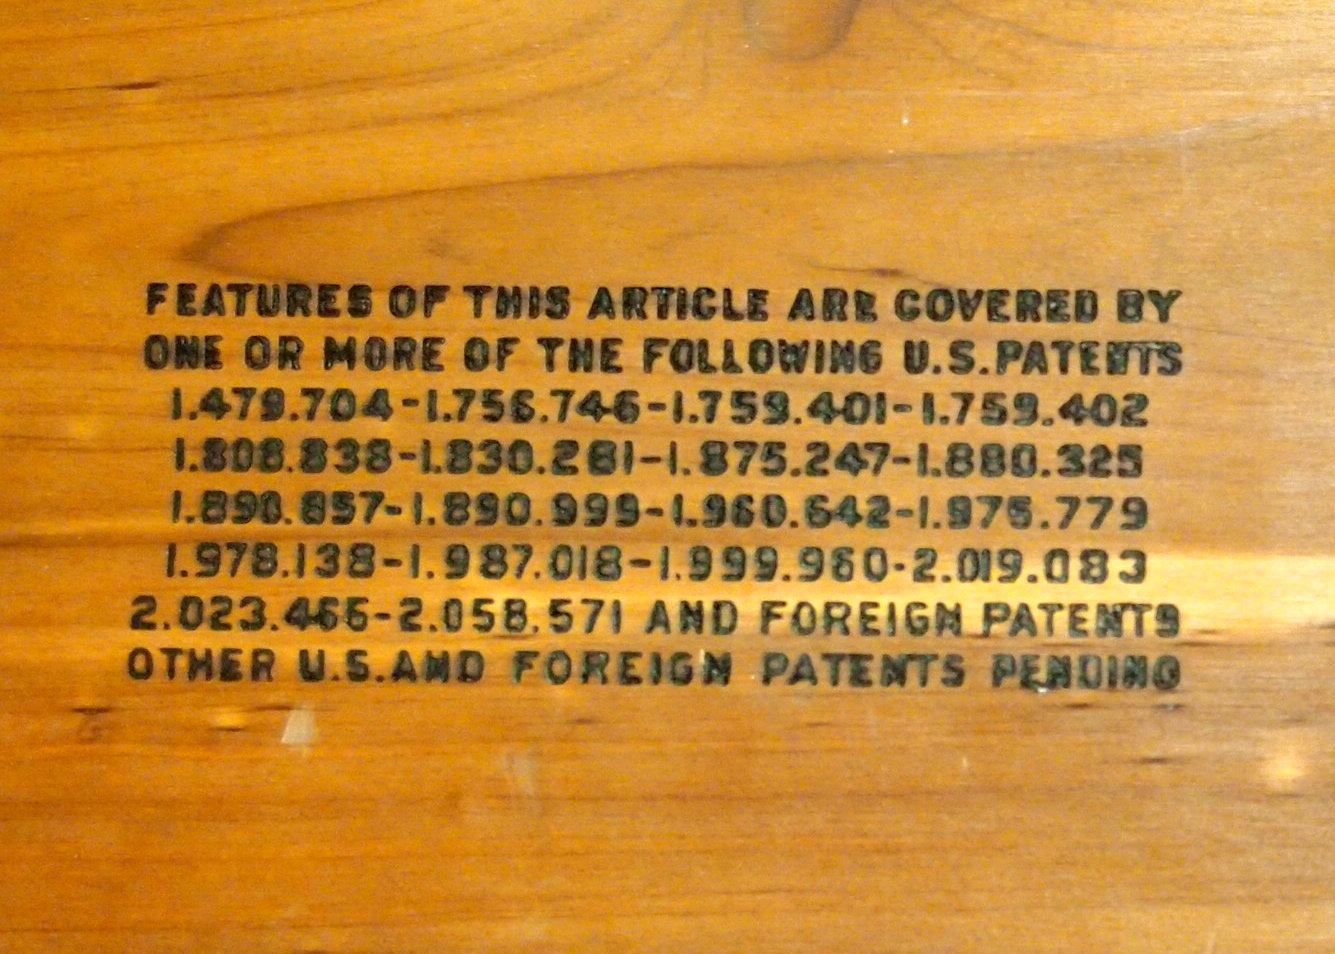 FEATURES OF THIS ARTICLE ARE COVERED BY
ONE OR MORE OF THE FOLLOWING U.S.PATENTS
1.479.704-1.756.746-1.759.401-1.759.402
1.808.838-1.830.281-1.875.247-1.880.325
1.890.857-1.890.999-1.960.642-1.975.779
1.978.138-1.987.018-1.999.960-2.019.083
2.023.466-2.058.571 AND FOREIGN PATENTS
OTHER U.S.AND FOREIGN PATENTS PENDING